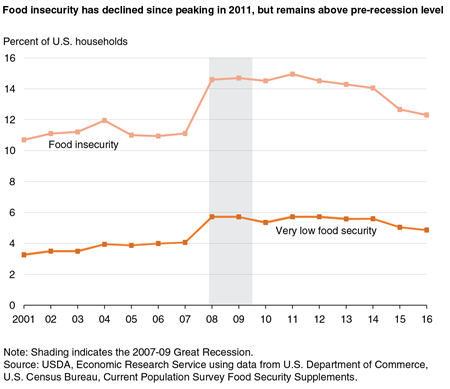 Food insecurity has declined since peaking in 2011, but remains above pre-recession level
Percent of U.S. households
16
14
12
10
8
6
4
2
0
Food insecurity
Very low food security
2001 02 03 04 05 06 07 08 09 10 11 12 13 14 15 16
Note: Shading indicates the 2007-09 Great Recession.
Source: USDA, Economic Research Service using data from U.S. Department of Commerce,
U.S. Census Bureau, Current Population Survey Food Security Supplements.